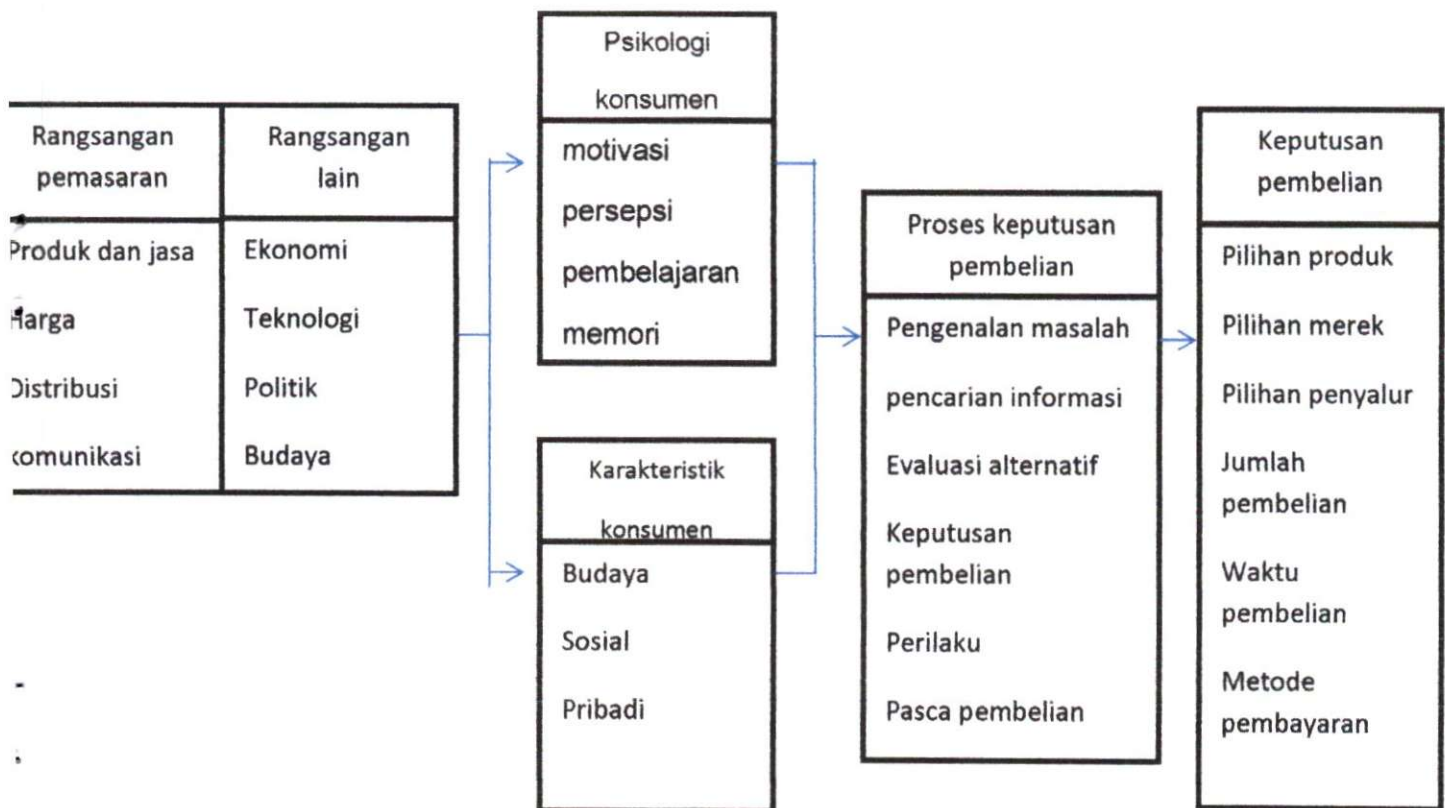 Rangsangan
pemasaran
Produk dan jasa
Harga
Distribusi
komunikasi
Rangsangan
lain
Ekonomi
Teknologi
Politik
Budaya
Psikologi
konsumen
motivasi
persepsi
pembelajaran
memori
Karakteristik
konsumen
Budaya
Sosial
Pribadi
Proses keputusan
pembelian
Pengenalan masalah
pencarian informasi
Evaluasi alternatif
Keputusan
pembelian
Perilaku
Pasca pembelian
Keputusan
pembelian
Pilihan produk
Pilihan merek
Pilihan penyalur
Jumlah
pembelian
Waktu
pembelian
Metode
pembayaran